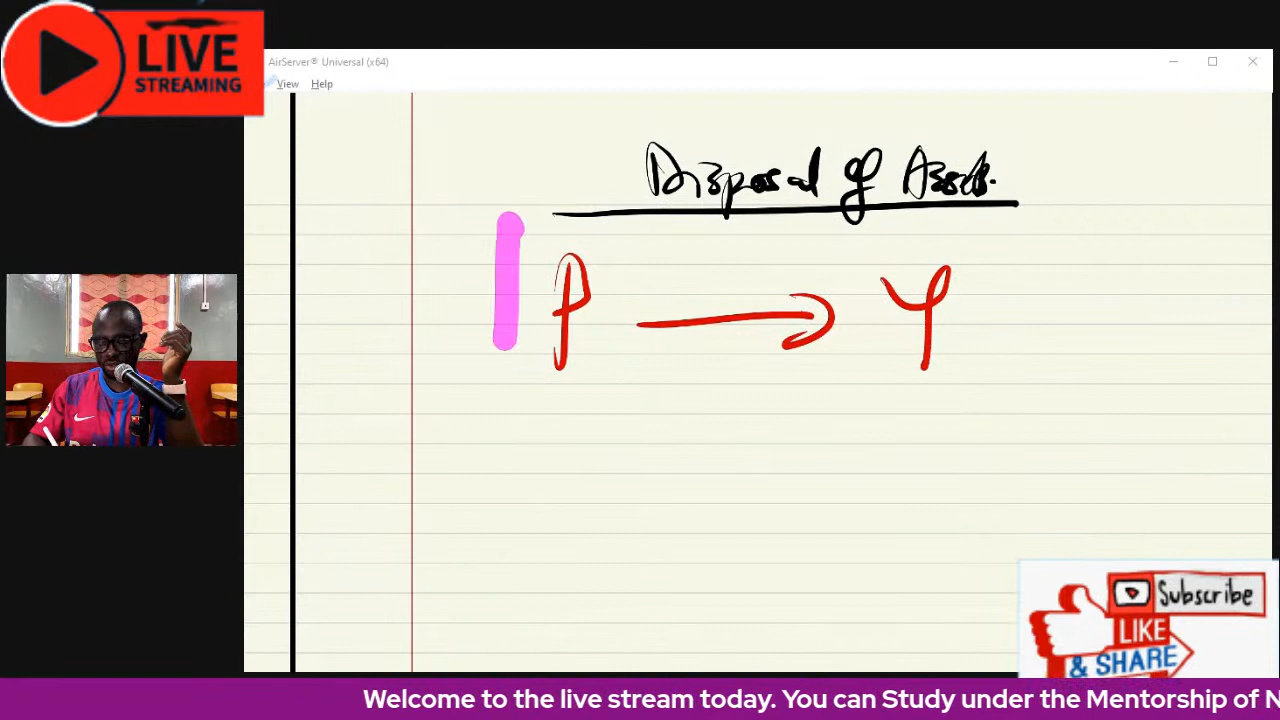 LIVE
STREAMING
AirServer® Universal (x64)
View Help
Disposal of Assets.
P → Y
Subscribe
LIKE
& SHARE
Welcome to the live stream today. You can Study under the Mentorship of N